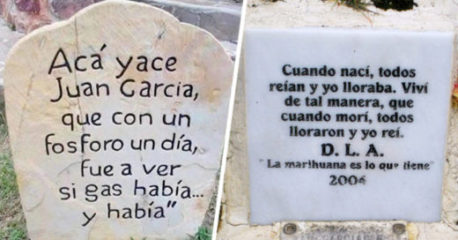 Acá yace
Juan García,
que con un
fosforo un día,
fue a ver
si gas había...
y había"
Cuando nací, todos
reían y yo lloraba. Viví
de tal manera, que
cuando morí, todos
lloraron y yo reí.
D. L. A.
"La marihuana es lo que tiene"
2004